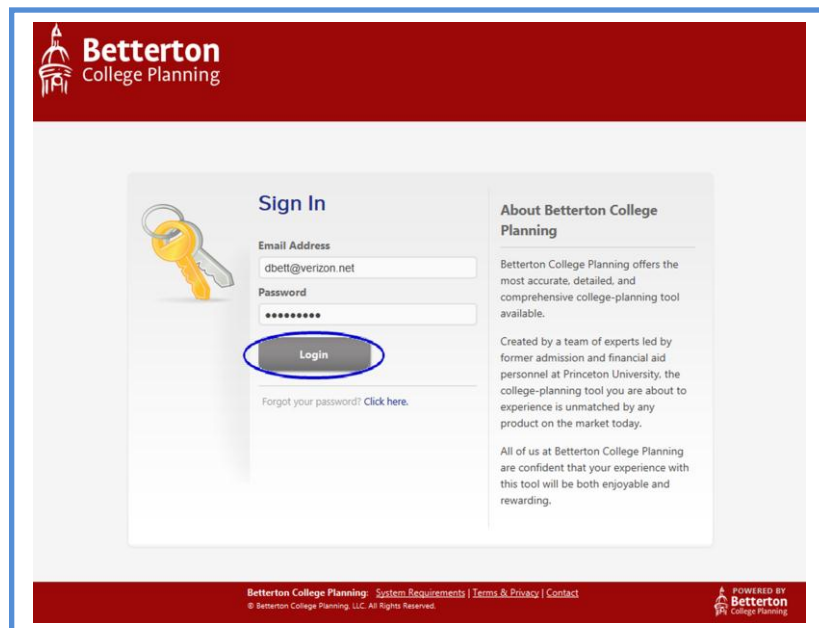 Betterton
College Planning
Sign In
Email Address
dbett@verizon.net
Password
•••••••••
Login
Forgot your password? Click here.
About Betterton College
Planning
Betterton College Planning offers the
most accurate, detailed, and
comprehensive college-planning tool
available.
Created by a team of experts led by
former admission and financial aid
personnel at Princeton University, the
college-planning tool you are about to
experience is unmatched by any
product on the market today.
All of us at Betterton College Planning
are confident that your experience with
this tool will be both enjoyable and
rewarding.
Betterton College Planning: System Requirements | Terms & Privacy | Contact
© Betterton College Planning, LLC. All Rights Reserved.
POWERED BY
Betterton
College Planning